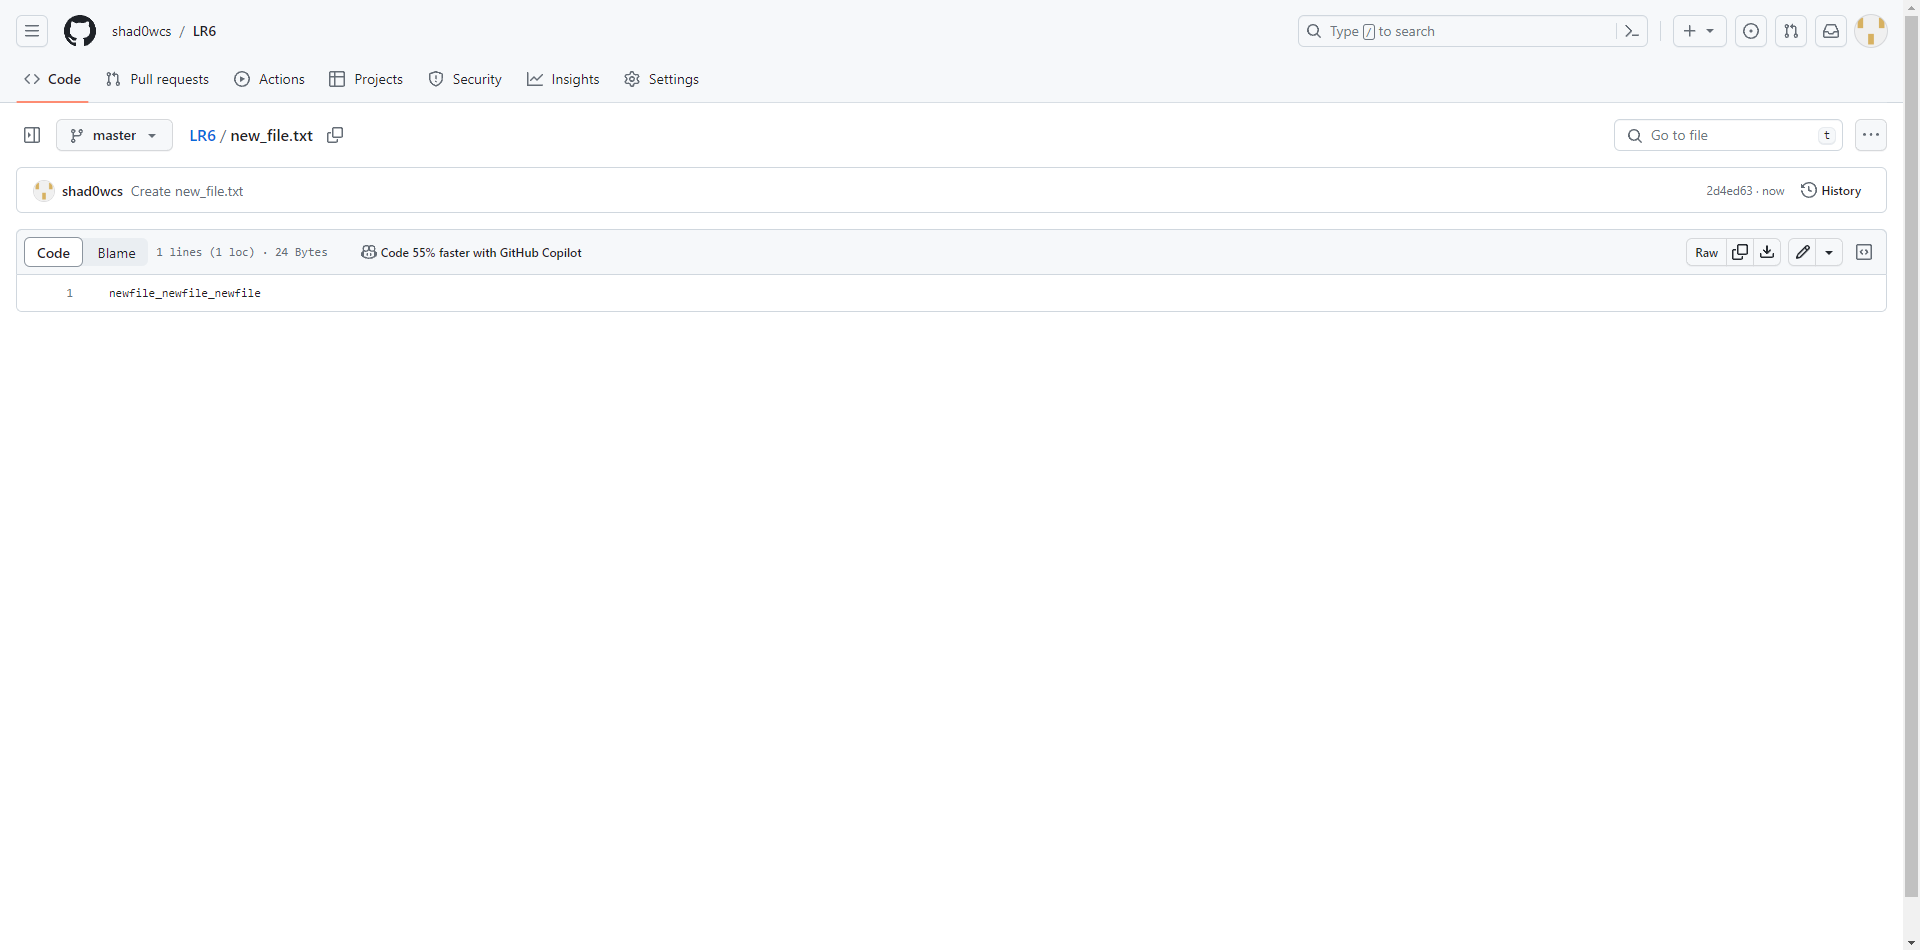 shad0wcs / LR6
Type / to search
Code Pull requests Actions Projects Security Insights Settings
master LR6 / new_file.txt
Go to file t
shad0wcs Create new_file.txt 2d4ed63 · now History
Code Blame 1 lines (1 loc) · 24 Bytes Code 55% faster with GitHub Copilot Raw
1 newfile_newfile_newfile